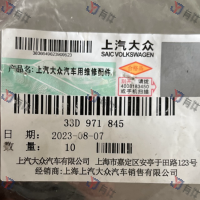 上汽大众
SAIC VOLKSWAGEN
产品名: 上汽大众汽车用维修配件
33D 971 845
日 期: 2023-08-07
数 量: 10
上汽大众汽车有限公司 上海市嘉定区安亭于田路123号
经销商: 上海上汽大众汽车销售有限公司